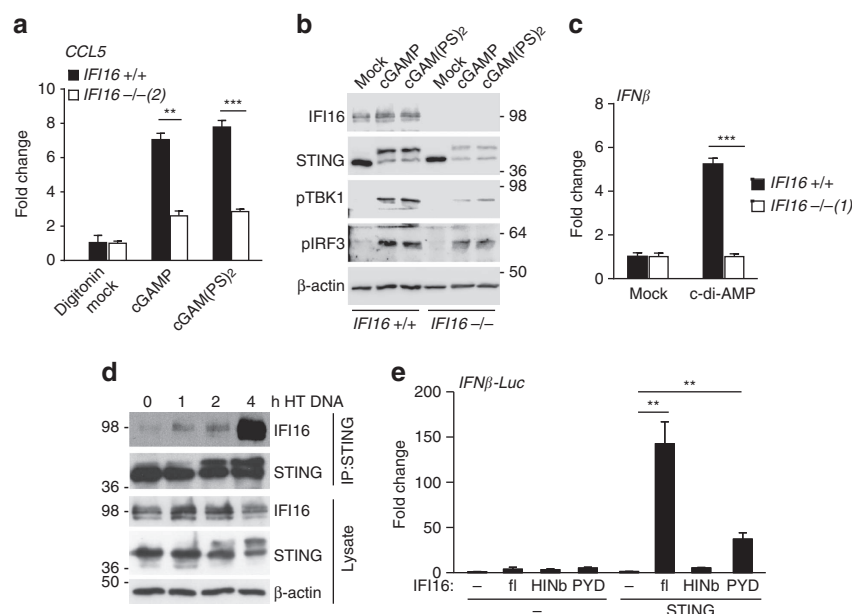 a
CCL5
IFI16 +/+
IFI16 –/–(2)
10
8
6
4
2
0
Fold change
**
***
Digitonin
mock
cGAMP
cGAM(PS)2
b
Mock
cGAMP
cGAM(PS)2
Mock
cGAMP
cGAM(PS)2
IFI16
- 98
STING
36
- 98
pTBK1
- 64
pIRF3
- 50
β-actin
IFI16 +/+
IFI16 –/–
c
IFNβ
8
6
4
2
0
Fold change
***
IFI16 +/+
IFI16 –/–(1)
Mock
c-di-AMP
d
0 1 2 4 h HT DNA
98 - IFI16
STING
36 -
IP:STING
98 - IFI16
STING
36 -
50 -
β-actin
Lysate
e
IFNβ-Luc
200
150
100
50
0
Fold change
**
**
IFI16: – fl HINb PYD – fl HINb PYD
– STING